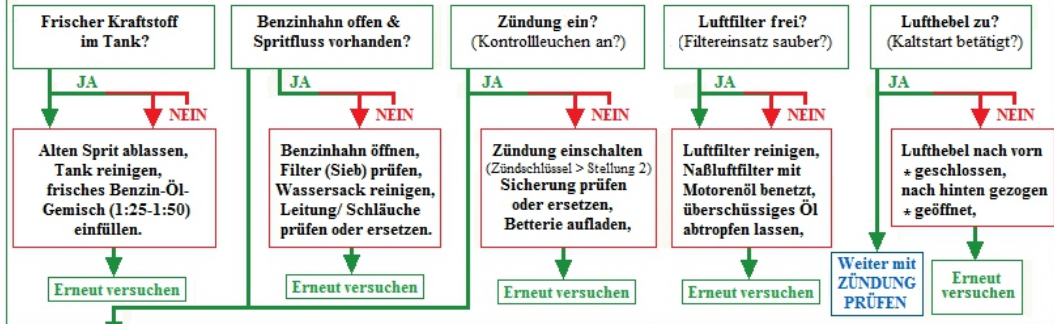 Frischer Kraftstoff
im Tank?
JA
NEIN
Alten Sprit ablassen,
Tank reinigen,
frisches Benzin-Öl-
Gemisch (1:25-1:50)
einfüllen.
Erneut versuchen
Benzinhahn offen &
Spritfluss vorhanden?
JA
NEIN
Benzinhahn öffnen,
Filter (Sieb) prüfen,
Wassersack reinigen,
Leitung/ Schläuche
prüfen oder ersetzen.
Erneut versuchen
Zündung ein?
(Kontrollleuchen an?)
JA
NEIN
Zündung einschalten
(Zündschlüssel > Stellung 2)
Sicherung prüfen
oder ersetzen,
Betterie aufladen,
Erneut versuchen
Luftfilter frei?
(Filtereinsatz sauber?)
JA
NEIN
Luftfilter reinigen,
Naßluftfilter mit
Motorenöl benetzt,
überschüssiges Öl
abtropfen lassen,
Erneut versuchen
Lufthebel zu?
(Kaltstart betätigt?)
JA
NEIN
Lufthebel nach vorn
* geschlossen,
nach hinten gezogen
* geöffnet,
Weiter mit
ZÜNDUNG
PRÜFEN
Erneut
versuchen